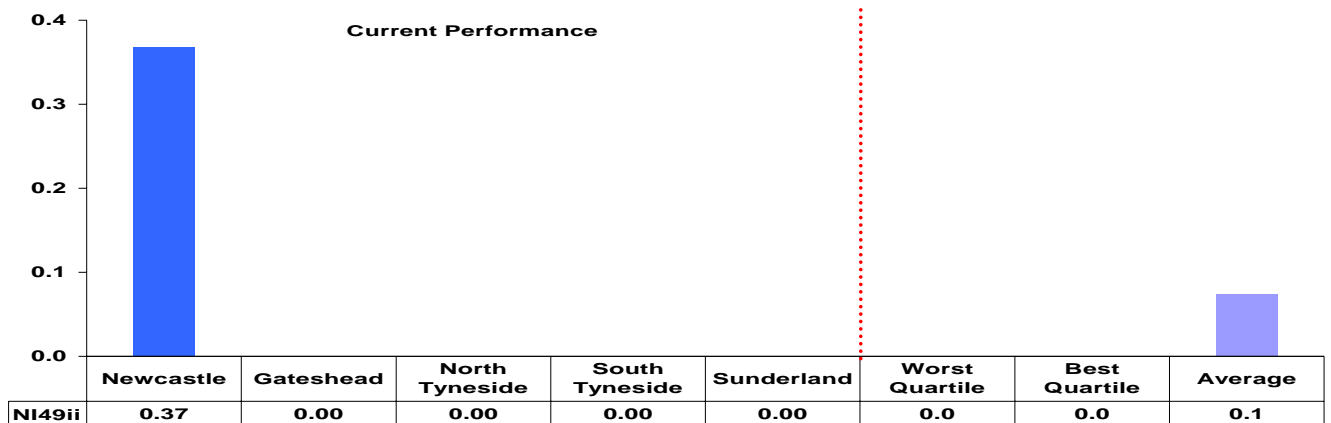 Current Performance
0.4
0.3
0.2
0.1
0.0
Newcastle Gateshead North Tyneside South Tyneside Sunderland Worst Quartile Best Quartile Average
NI49ii 0.37 0.00 0.00 0.00 0.00 0.0 0.0 0.1